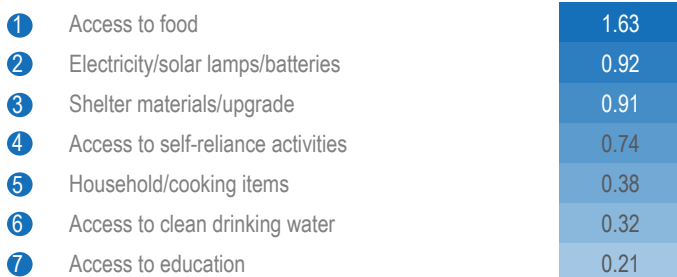 1 Access to food 1.63
2 Electricity/solar lamps/batteries 0.92
3 Shelter materials/upgrade 0.91
4 Access to self-reliance activities 0.74
5 Household/cooking items 0.38
6 Access to clean drinking water 0.32
7 Access to education 0.21